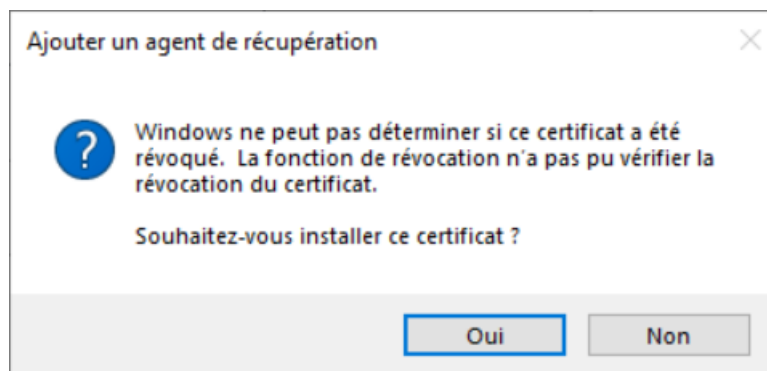 Ajouter un agent de récupération
Windows ne peut pas déterminer si ce certificat a été
révoqué.  La fonction de révocation n'a pas pu vérifier la
révocation du certificat.
Souhaitez-vous installer ce certificat ?
Oui
Non